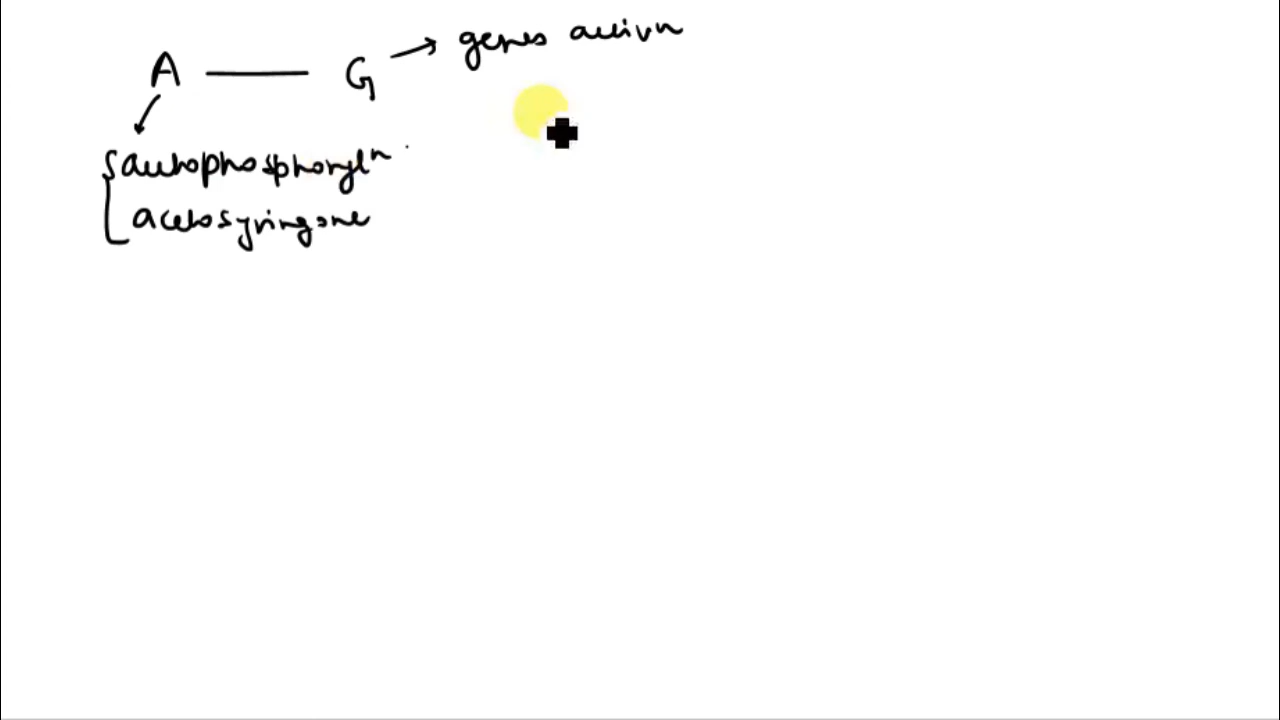 A — G → genes activn
autophosphoryln
acetosyringone